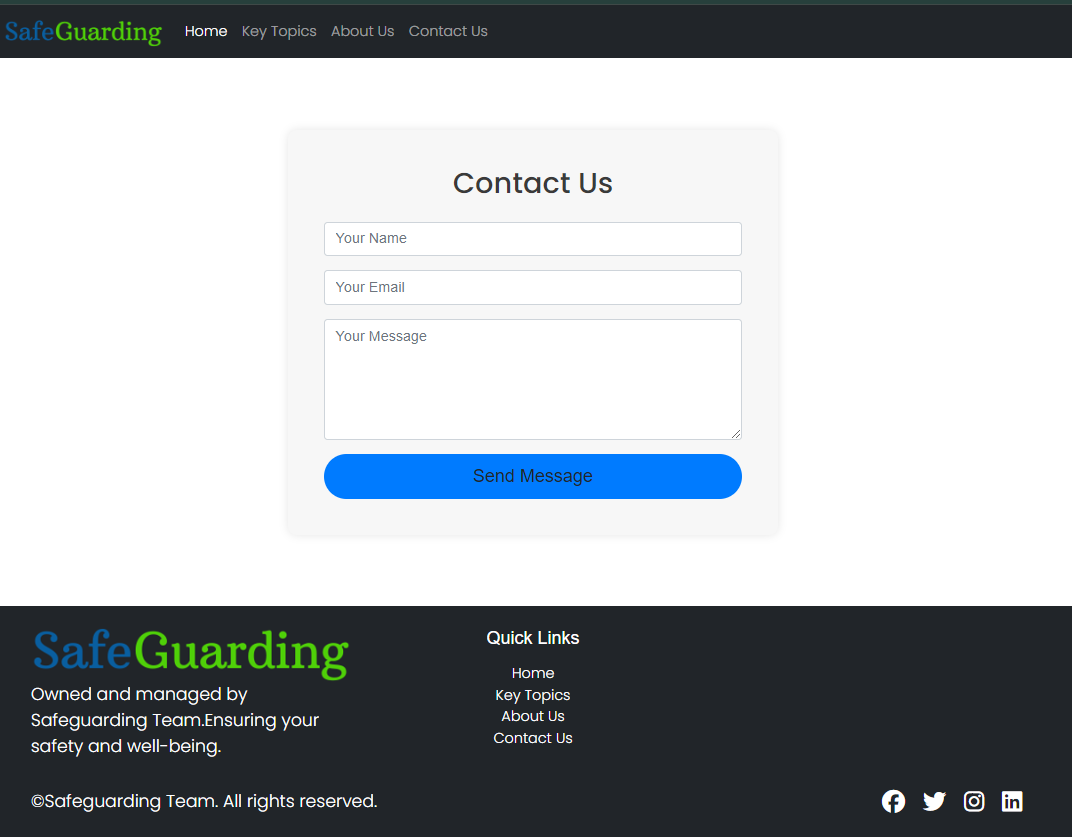 SafeGuarding Home Key Topics About Us Contact Us
Contact Us
Your Name
Your Email
Your Message
Send Message
SafeGuarding
Owned and managed by
Safeguarding Team.Ensuring your
safety and well-being.
Quick Links
Home
Key Topics
About Us
Contact Us
©Safeguarding Team. All rights reserved.